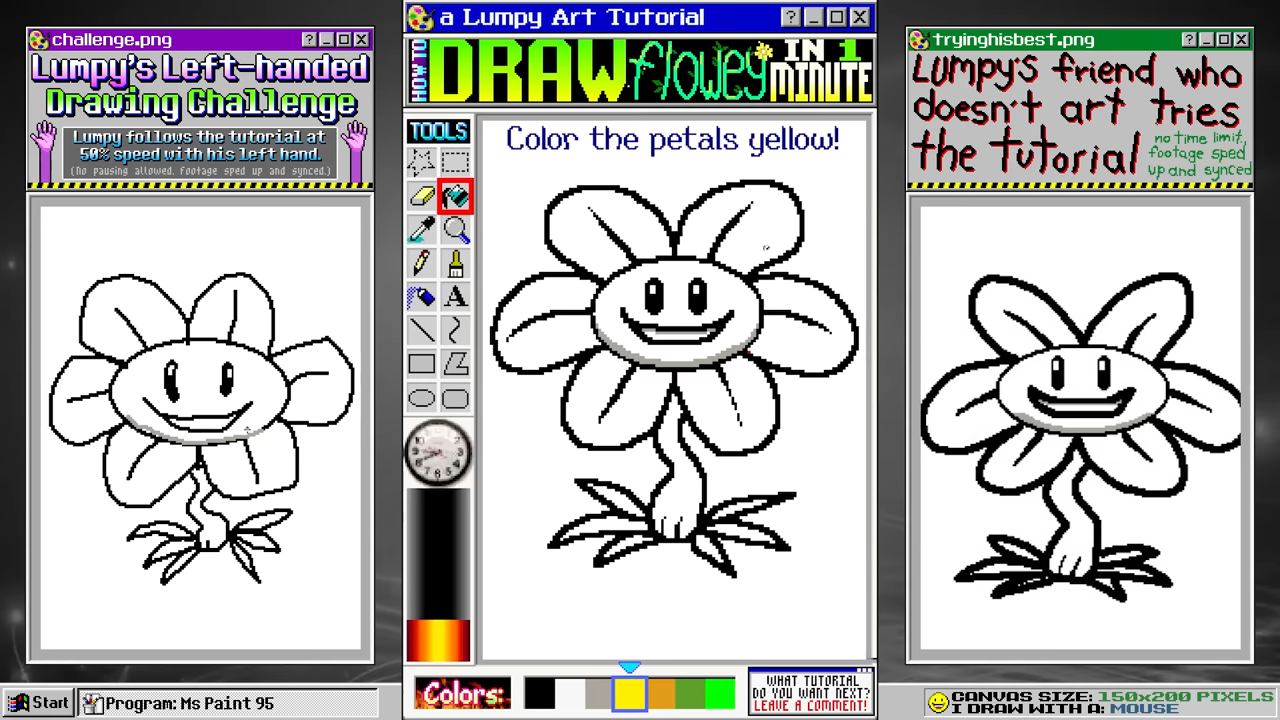 challenge.png
Lumpy's Left-handed
Drawing Challenge
Lumpy follows the tutorial at
50% speed with his left hand.
(No pausing allowed. footage sped up and synced.)
a Lumpy Art Tutorial
HOW TO DRAW flowey IN 1 MINUTE
TOOLS
Color the petals yellow!
A
Colors:
WHAT TUTORIAL
DO YOU WANT NEXT?
LEAVE A COMMENT!
tryinghisbest.png
Lumpy's friend who
doesn't art tries
the tutorial
no time limit,
footage sped
up and synced
Start
Program: Ms Paint 95
CANVAS SIZE: 150x200 PIXELS
I DRAW WITH A: MOUSE